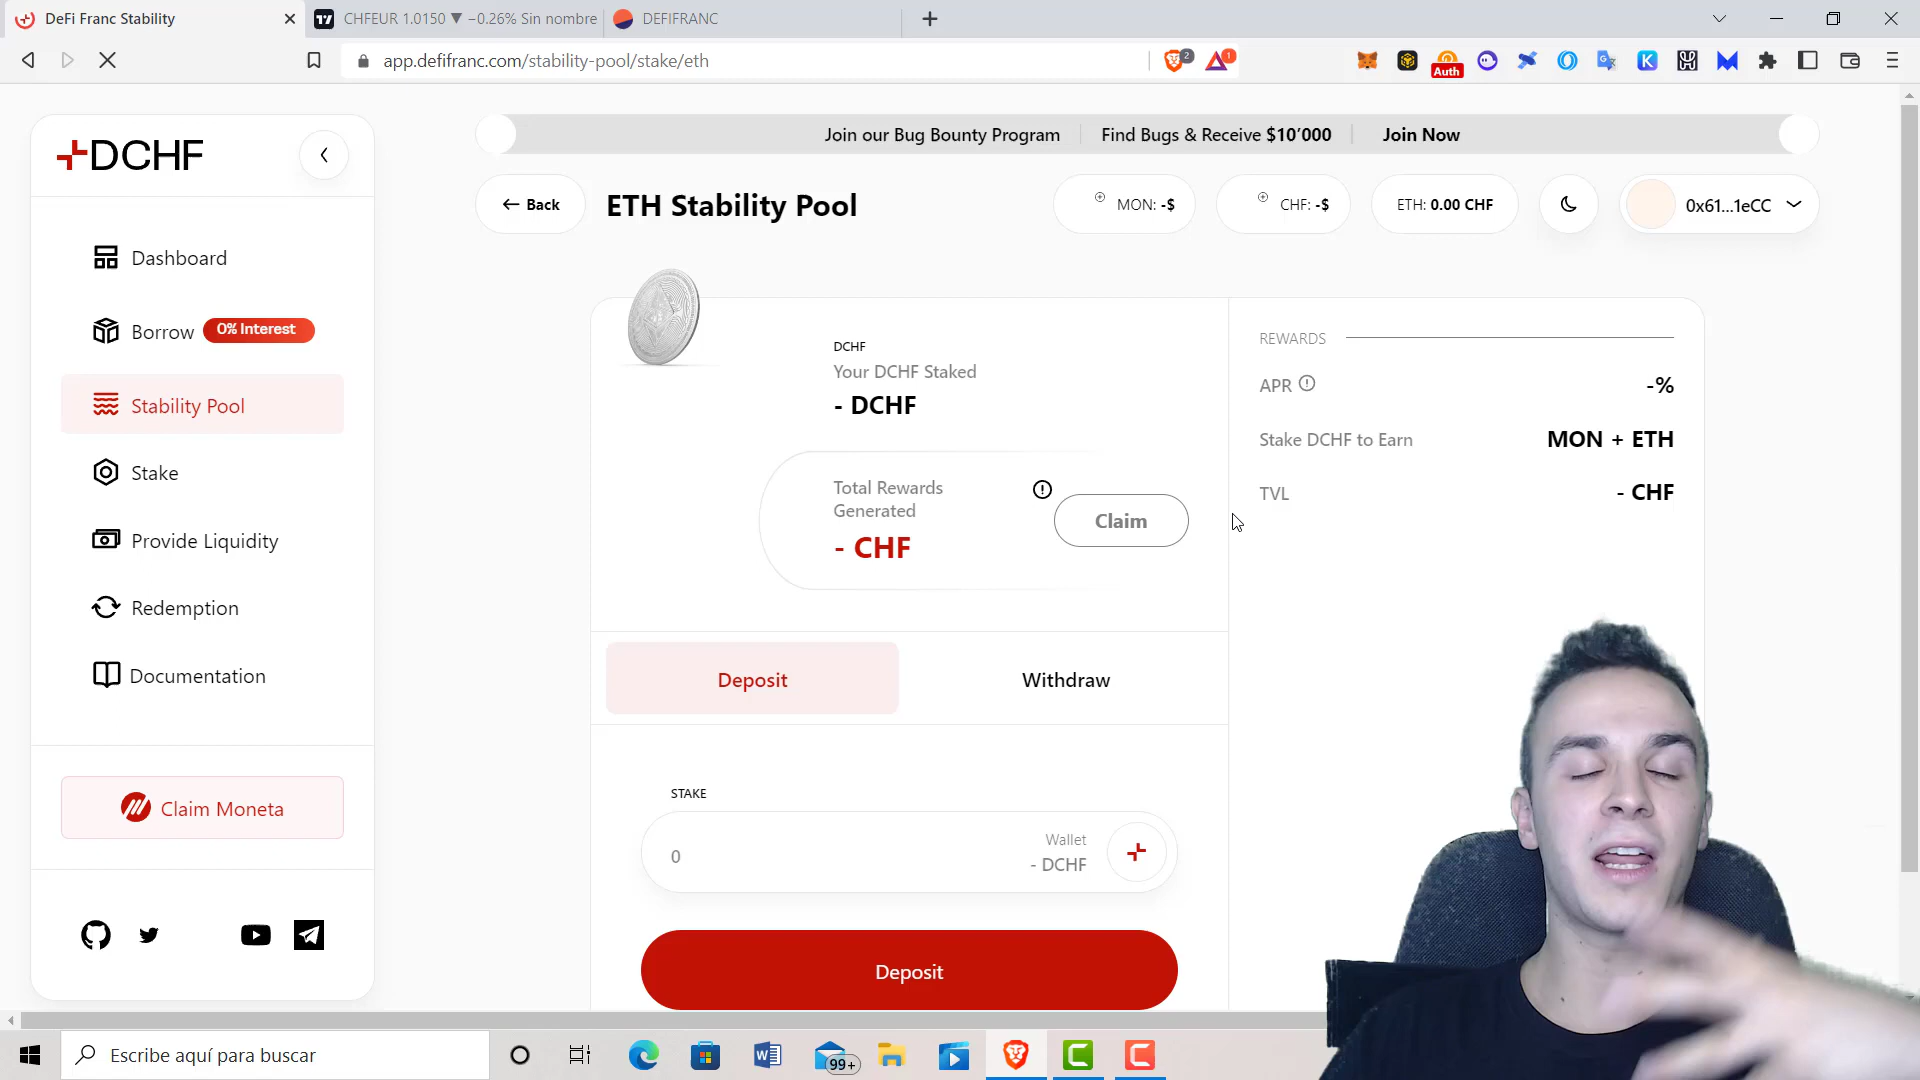 DeFi Franc Stability
CHFEUR 1.0150 ▼ −0.26% Sin nombre
DEFIFRANC
app.defifranc.com/stability-pool/stake/eth
2
1
Auth
DCHF
Join our Bug Bounty Program
Find Bugs & Receive $10’000
Join Now
← Back
ETH Stability Pool
MON: -$
CHF: -$
ETH: 0.00 CHF
0x61...1eCC
Dashboard
Borrow
0% Interest
Stability Pool
Stake
Provide Liquidity
Redemption
Documentation
Claim Moneta
DCHF
Your DCHF Staked
- DCHF
Total Rewards
Generated
- CHF
Claim
REWARDS
APR
-%
Stake DCHF to Earn
MON + ETH
TVL
- CHF
Deposit
Withdraw
STAKE
0
Wallet
- DCHF
Deposit
Escribe aquí para buscar
99+